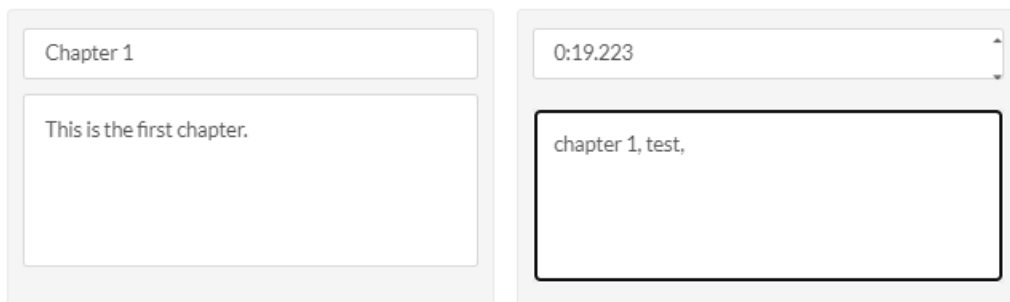 Chapter 1
This is the first chapter.
0:19.223
chapter 1, test,